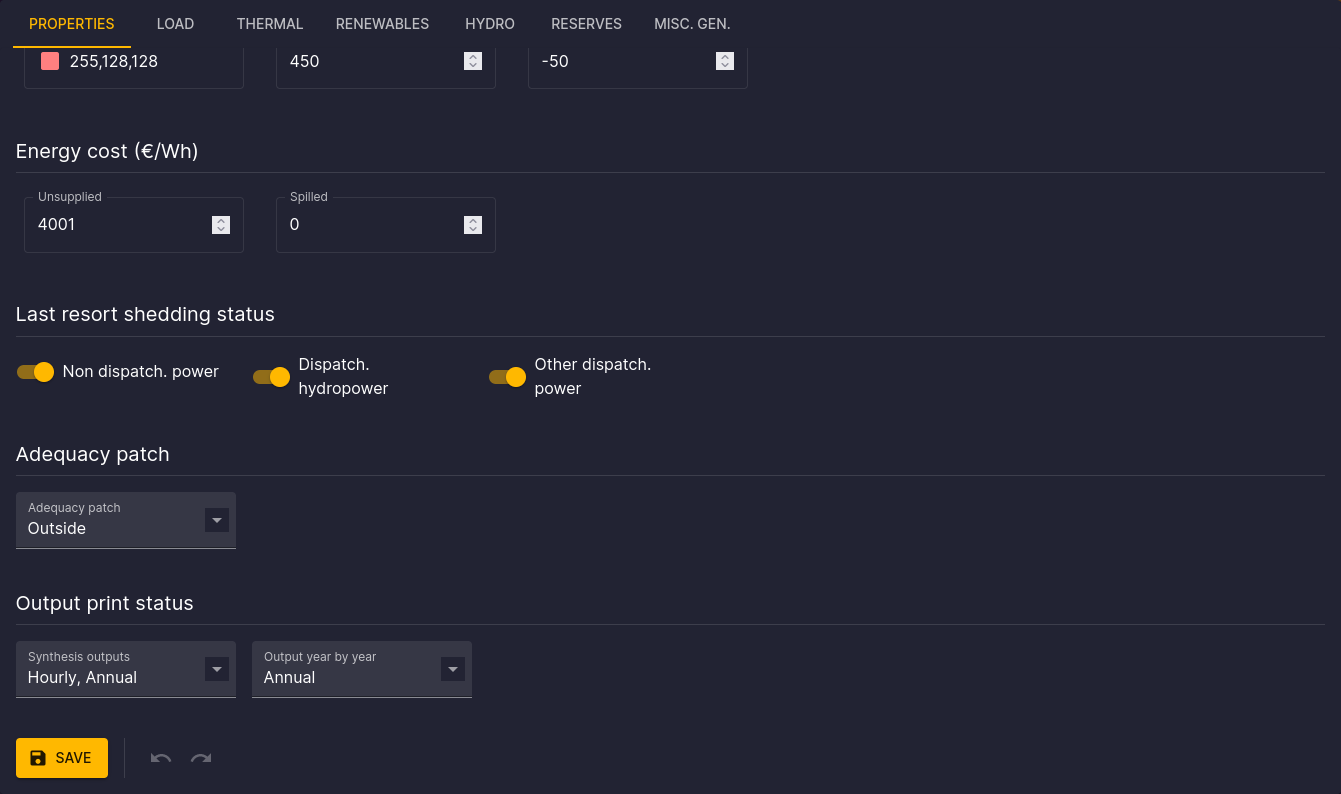 PROPERTIES LOAD THERMAL RENEWABLES HYDRO RESERVES MISC. GEN.
255,128,128 450 -50
Energy cost (€/Wh)
Unsupplied Spilled
4001 0
Last resort shedding status
Non dispatch. power
Dispatch.
hydropower
Other dispatch.
power
Adequacy patch
Adequacy patch
Outside
Output print status
Synthesis outputs Output year by year
Hourly, Annual Annual
SAVE